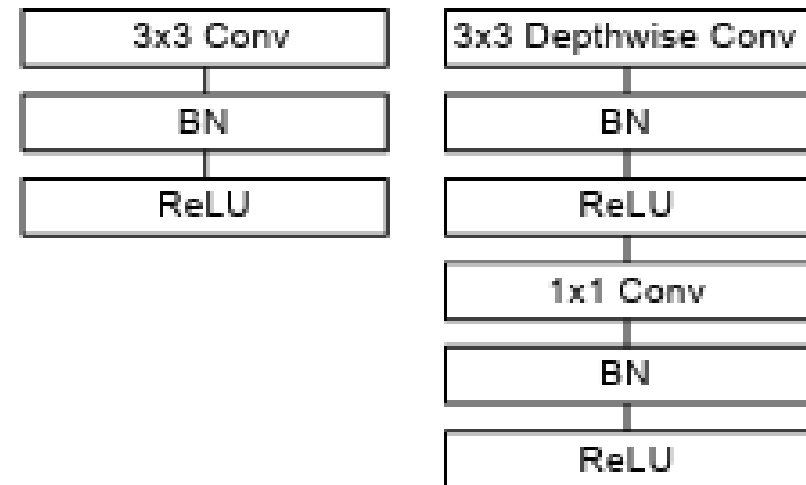 3x3 Conv
BN
ReLU
3x3 Depthwise Conv
BN
ReLU
1x1 Conv
BN
ReLU